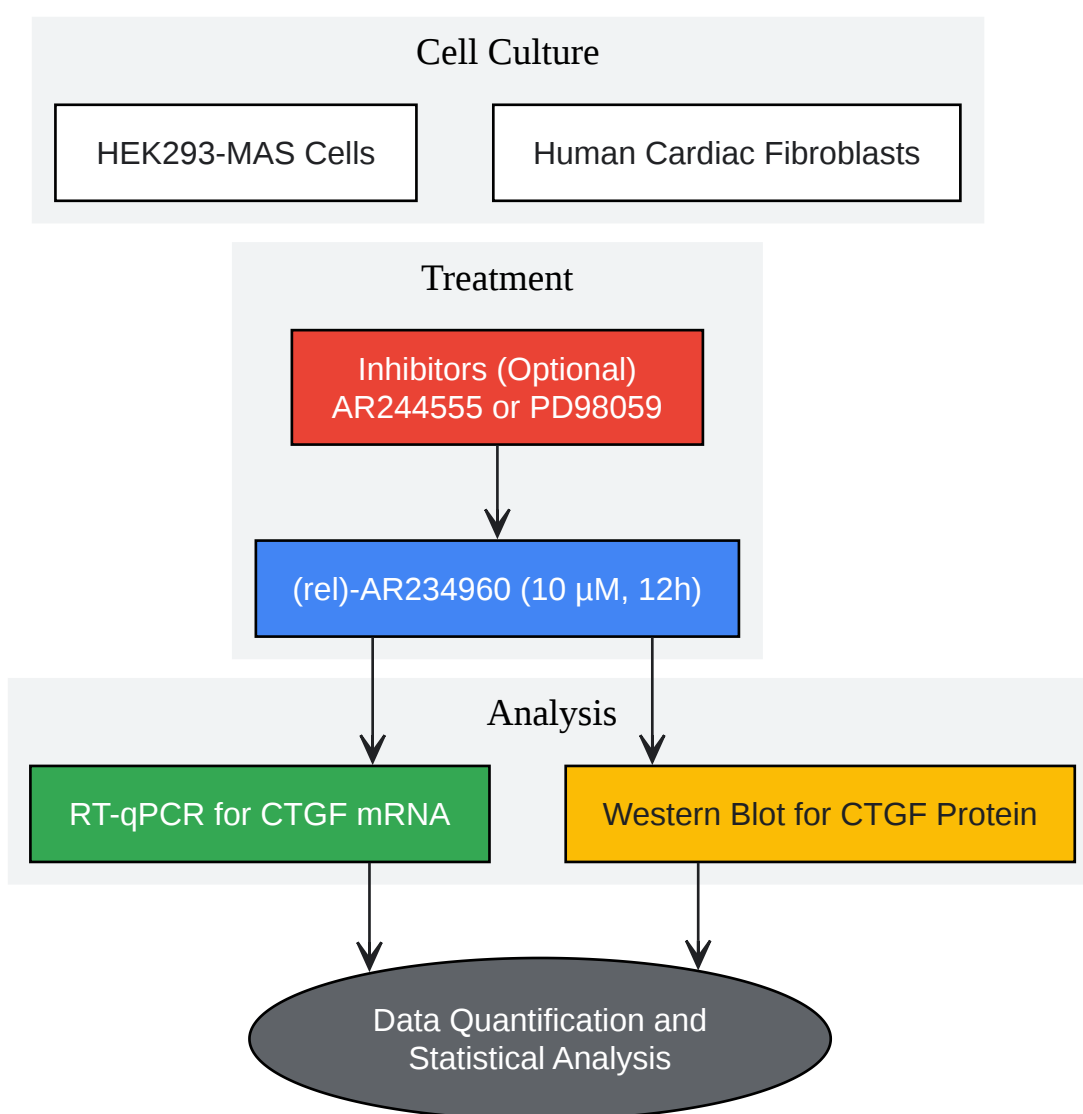 Cell Culture
HEK293-MAS Cells
Human Cardiac Fibroblasts
Treatment
Inhibitors (Optional)
AR244555 or PD98059
(rel)-AR234960 (10 µM, 12h)
Analysis
RT-qPCR for CTGF mRNA
Western Blot for CTGF Protein
Data Quantification and
Statistical Analysis